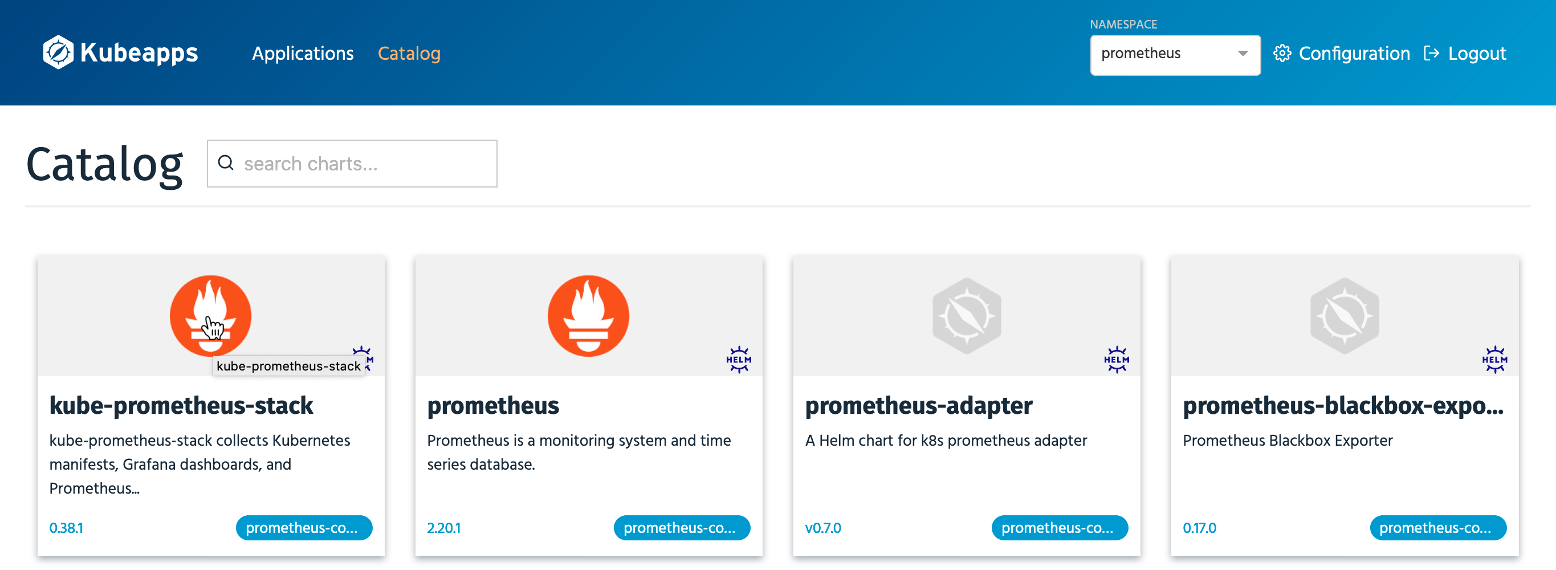 NAMESPACE
Kubeapps
Applications
Catalog
prometheus
Configuration
Logout
Catalog
search charts...
kube-prometheus-stack
HELM
HELM
HELM
kube-prometheus-stack
kube-prometheus-stack collects Kubernetes
manifests, Grafana dashboards, and
Prometheus...
0.38.1
prometheus-co...
prometheus
Prometheus is a monitoring system and time
series database.
2.20.1
prometheus-co...
prometheus-adapter
A Helm chart for k8s prometheus adapter
v0.7.0
prometheus-co...
prometheus-blackbox-expo...
Prometheus Blackbox Exporter
0.17.0
prometheus-co...